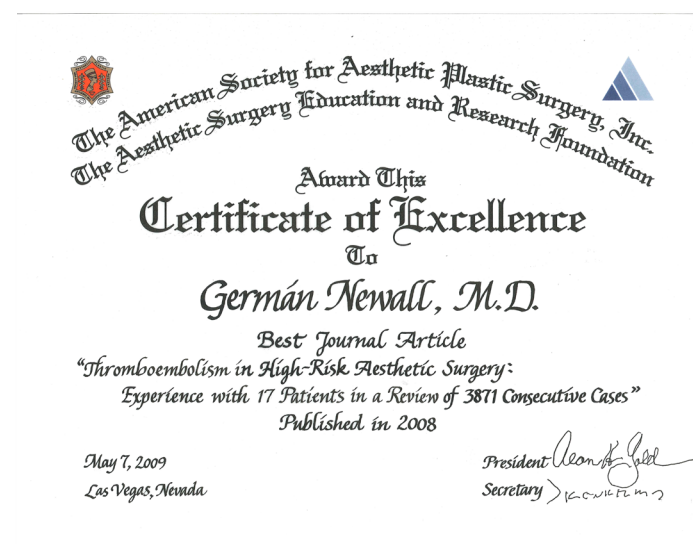 The American Society for Aesthetic Plastic Surgery, Inc.
The Aesthetic Surgery Education and Research Foundation
Award This
Certificate of Excellence
To
Germán Newall, M.D.
Best Journal Article
"Thromboembolism in High-Risk Aesthetic Surgery:
Experience with 17 Patients in a Review of 3871 Consecutive Cases"
Published in 2008
May 7, 2009
Las Vegas, Nevada
President
Secretary